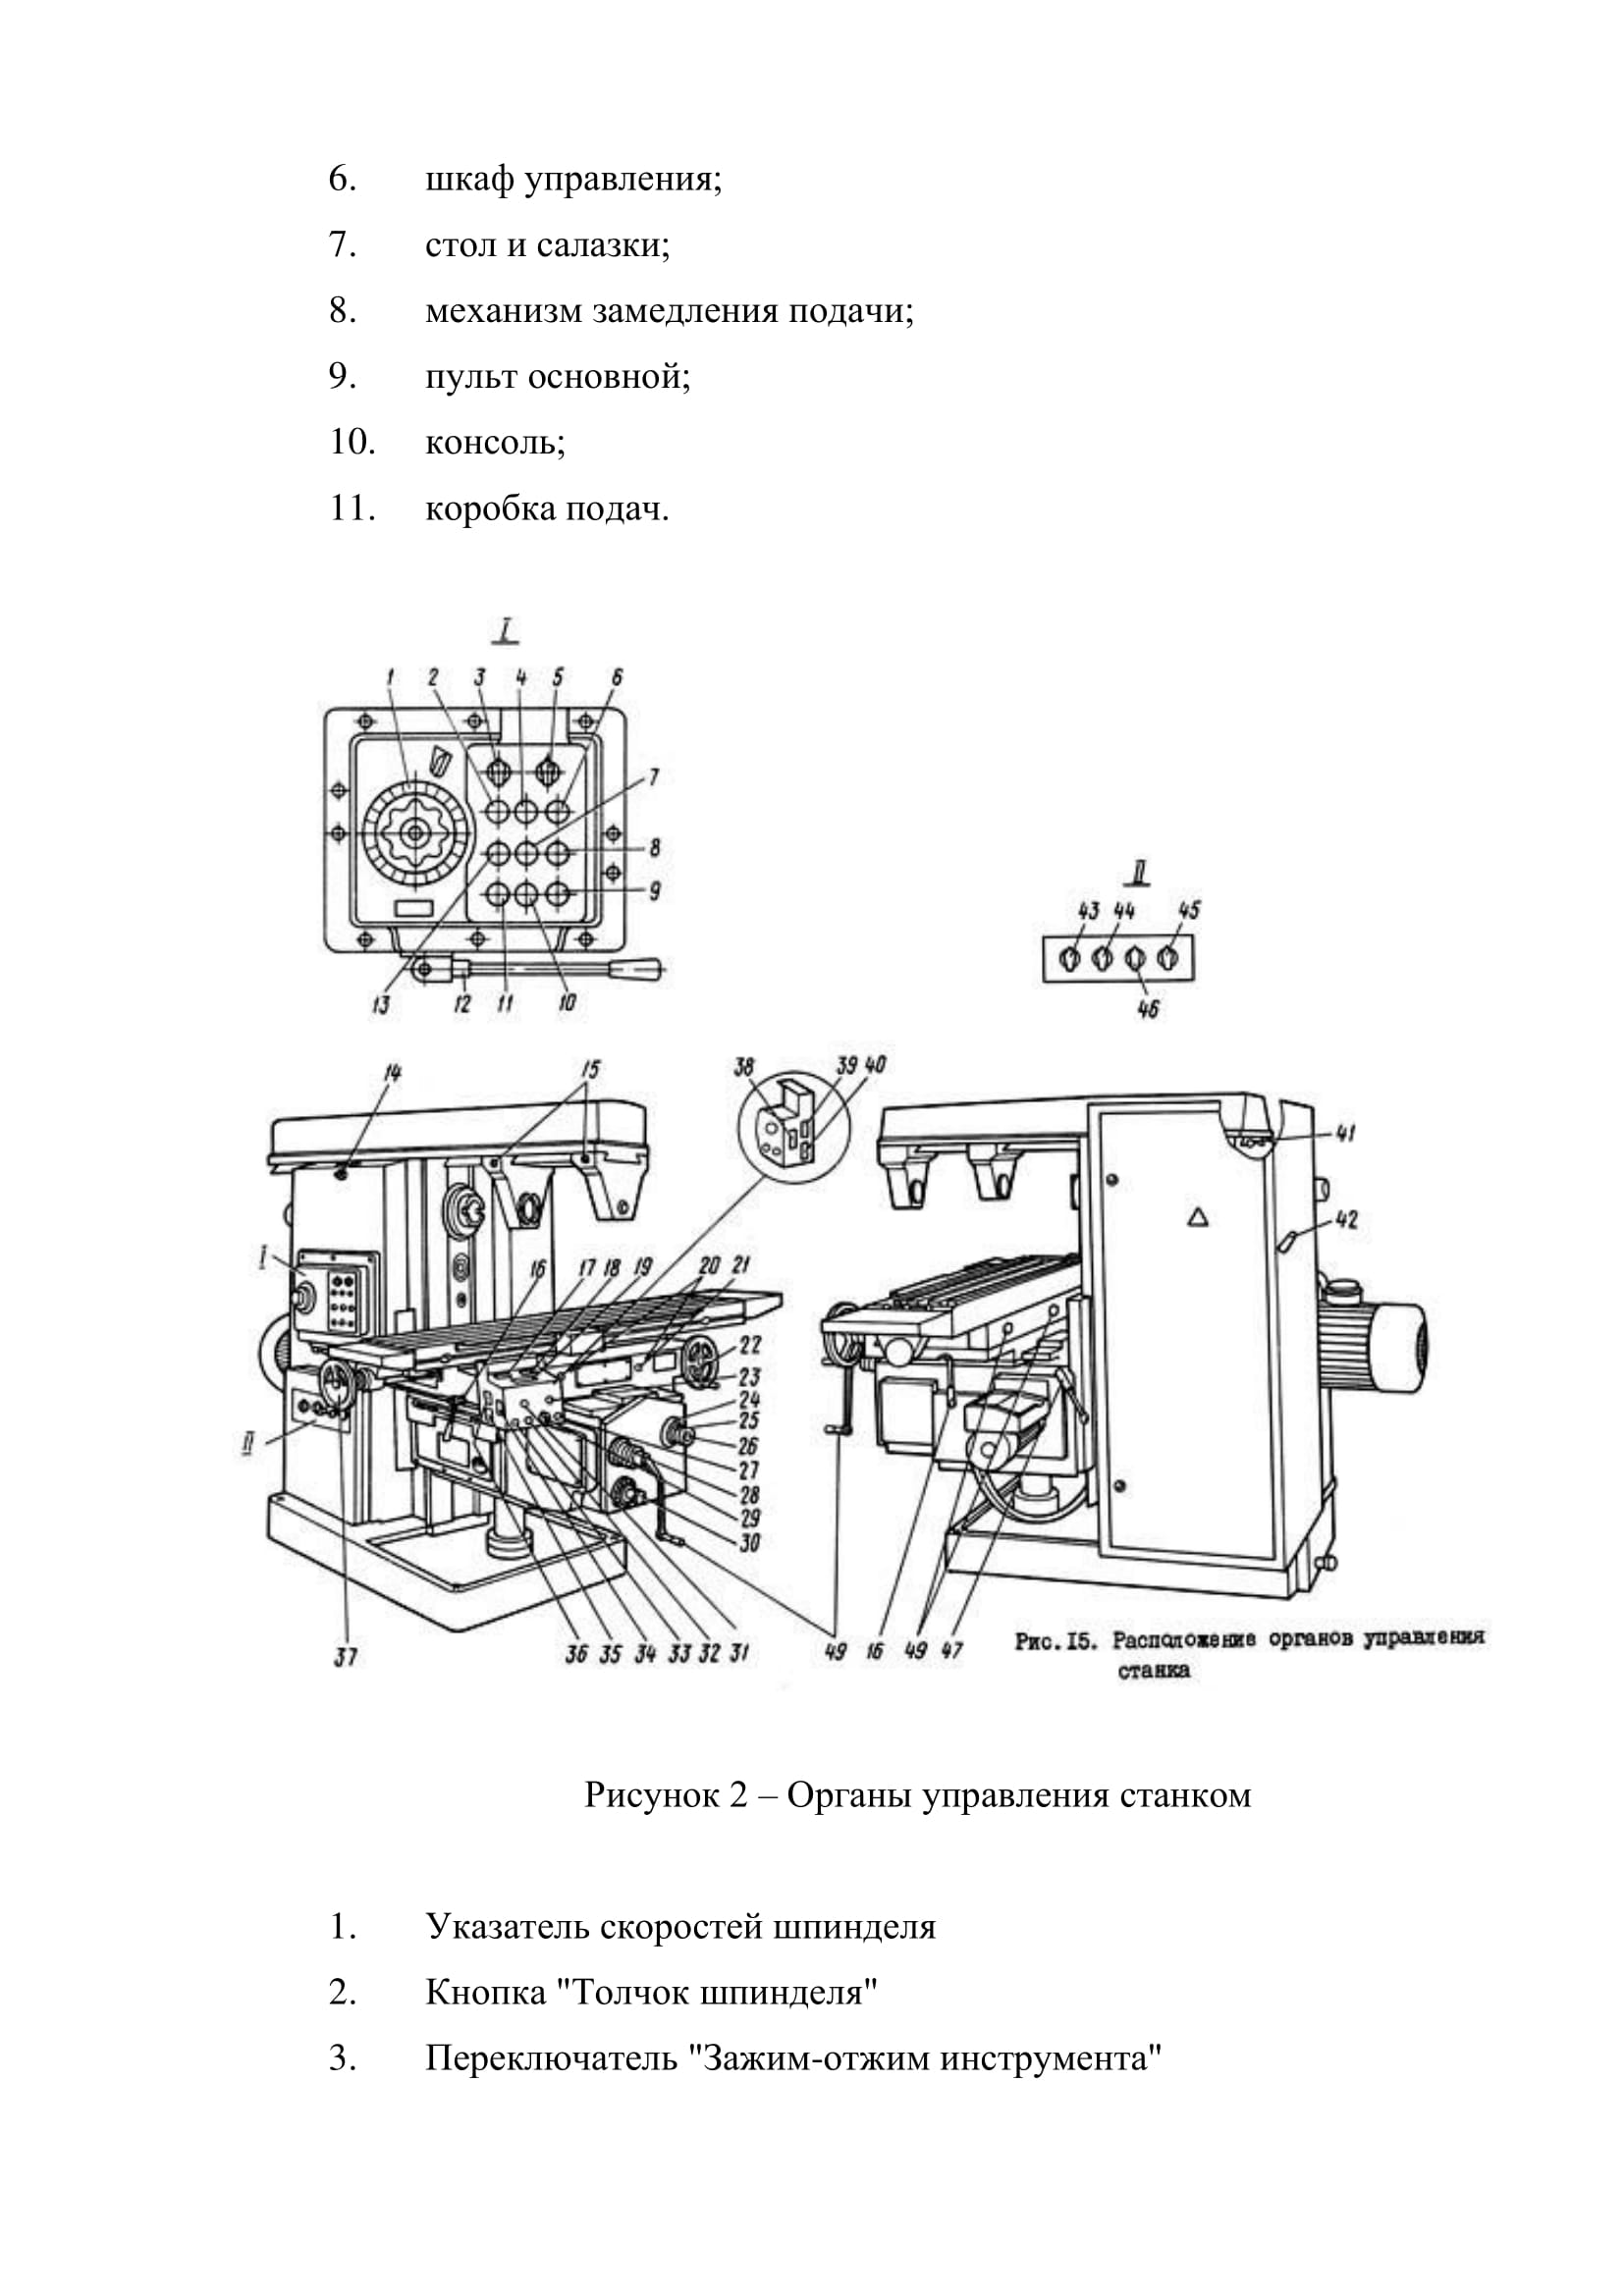 6. шкаф управления;
7. стол и салазки;
8. механизм замедления подачи;
9. пульт основной;
10. консоль;
11. коробка подач.
I
1 2 3 4 5 6
7
8
9
13 12 11 10
II
43 44 45
46
14 15 38 39 40
41
42
I 16 17 18 19 20 21
22
23
24
25
II 26
27
28
29
30
37 36 35 34 33 32 31 49 16 49 47
Рис.15. Расположение органов управления
станка
Рисунок 2 – Органы управления станком
1. Указатель скоростей шпинделя
2. Кнопка "Толчок шпинделя"
3. Переключатель "Зажим-отжим инструмента"